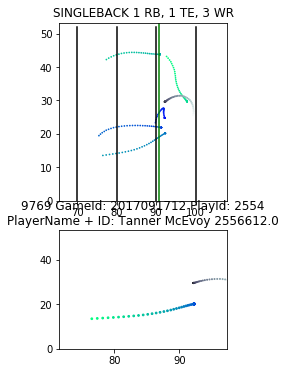 SINGLEBACK 1 RB, 1 TE, 3 WR
50
40
30
20
10
0
70 80 90 100
9769 GameId: 2017091712 PlayId: 2554
PlayerName + ID: Tanner McEvoy 2556612.0
40
20
0
80 90